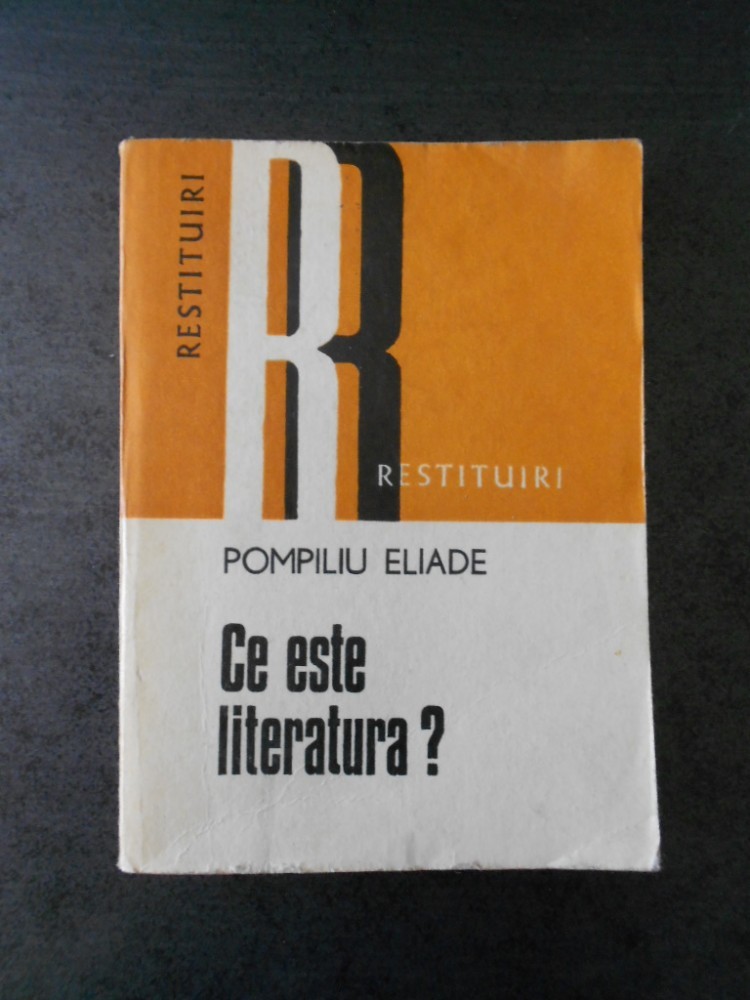 RESTITUIRI
R
RESTITUIRI
POMPILIU ELIADE
Ce este
literatura?